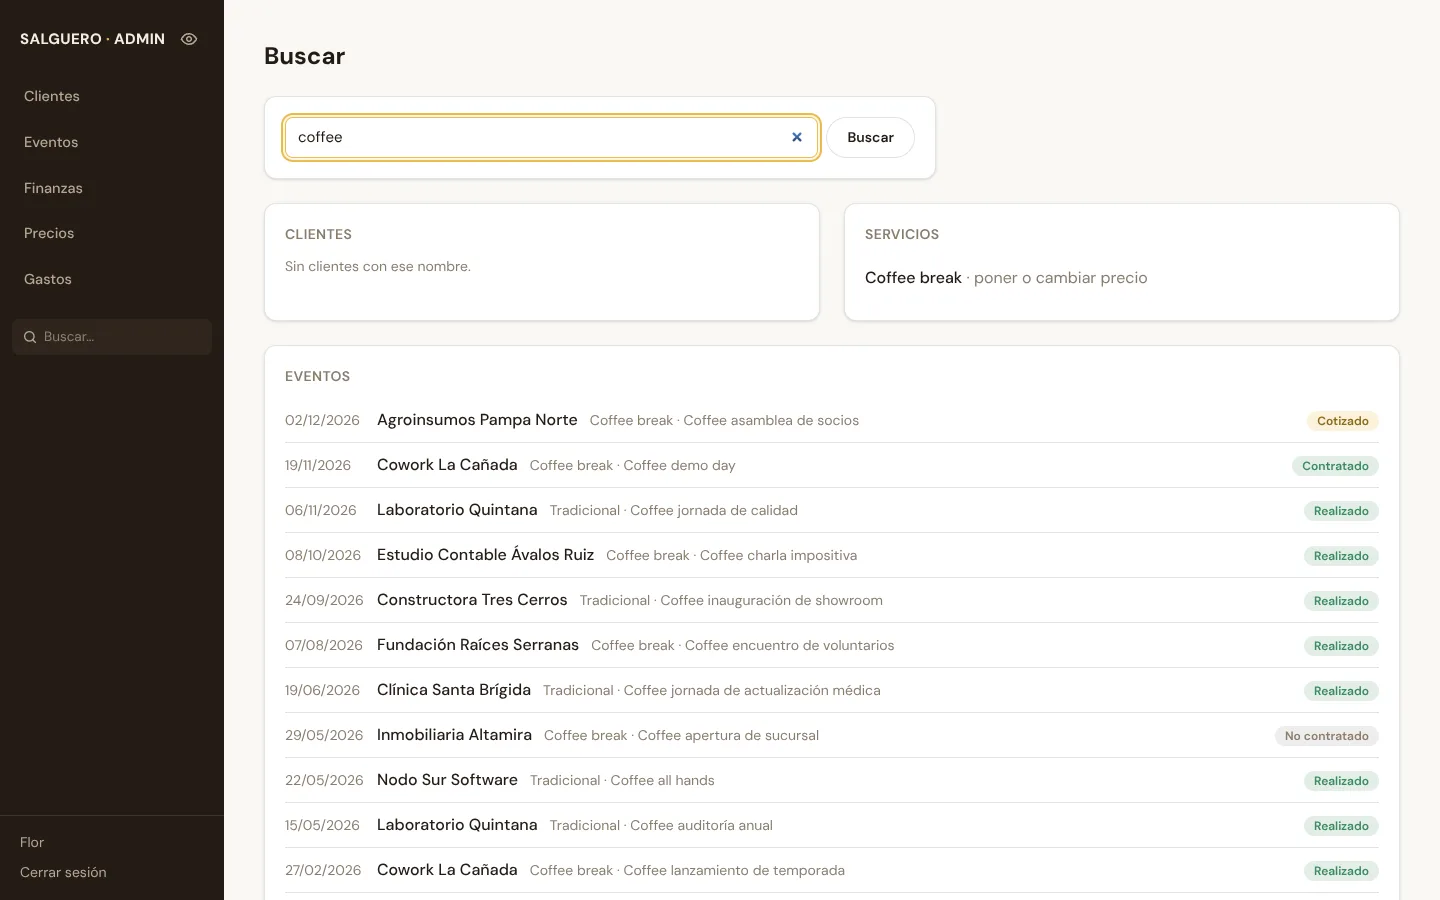 SALGUERO · ADMIN
Clientes
Eventos
Finanzas
Precios
Gastos
Buscar...
Flor
Cerrar sesión
Buscar
coffee
Buscar
CLIENTES
Sin clientes con ese nombre.
SERVICIOS
Coffee break · poner o cambiar precio
EVENTOS
02/12/2026 Agroinsumos Pampa Norte Coffee break · Coffee asamblea de socios Cotizado
19/11/2026 Cowork La Cañada Coffee break · Coffee demo day Contratado
06/11/2026 Laboratorio Quintana Tradicional · Coffee jornada de calidad Realizado
08/10/2026 Estudio Contable Ávalos Ruiz Coffee break · Coffee charla impositiva Realizado
24/09/2026 Constructora Tres Cerros Tradicional · Coffee inauguración de showroom Realizado
07/08/2026 Fundación Raíces Serranas Coffee break · Coffee encuentro de voluntarios Realizado
19/06/2026 Clínica Santa Brígida Tradicional · Coffee jornada de actualización médica Realizado
29/05/2026 Inmobiliaria Altamira Coffee break · Coffee apertura de sucursal No contratado
22/05/2026 Nodo Sur Software Tradicional · Coffee all hands Realizado
15/05/2026 Laboratorio Quintana Tradicional · Coffee auditoría anual Realizado
27/02/2026 Cowork La Cañada Coffee break · Coffee lanzamiento de temporada Realizado